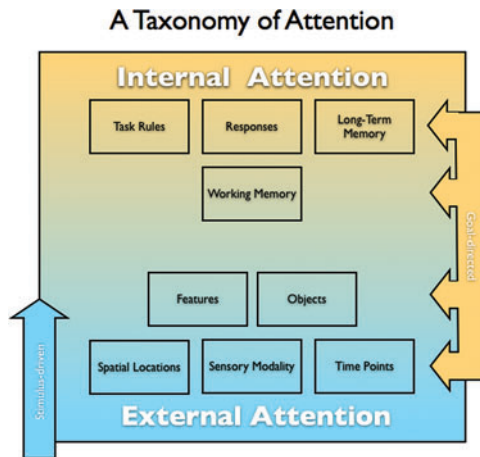 A Taxonomy of Attention
Internal Attention
Task Rules
Responses
Long-Term
Memory
Working Memory
Goal-directed
Features
Objects
Stimulus-driven
Spatial Locations
Sensory Modality
Time Points
External Attention